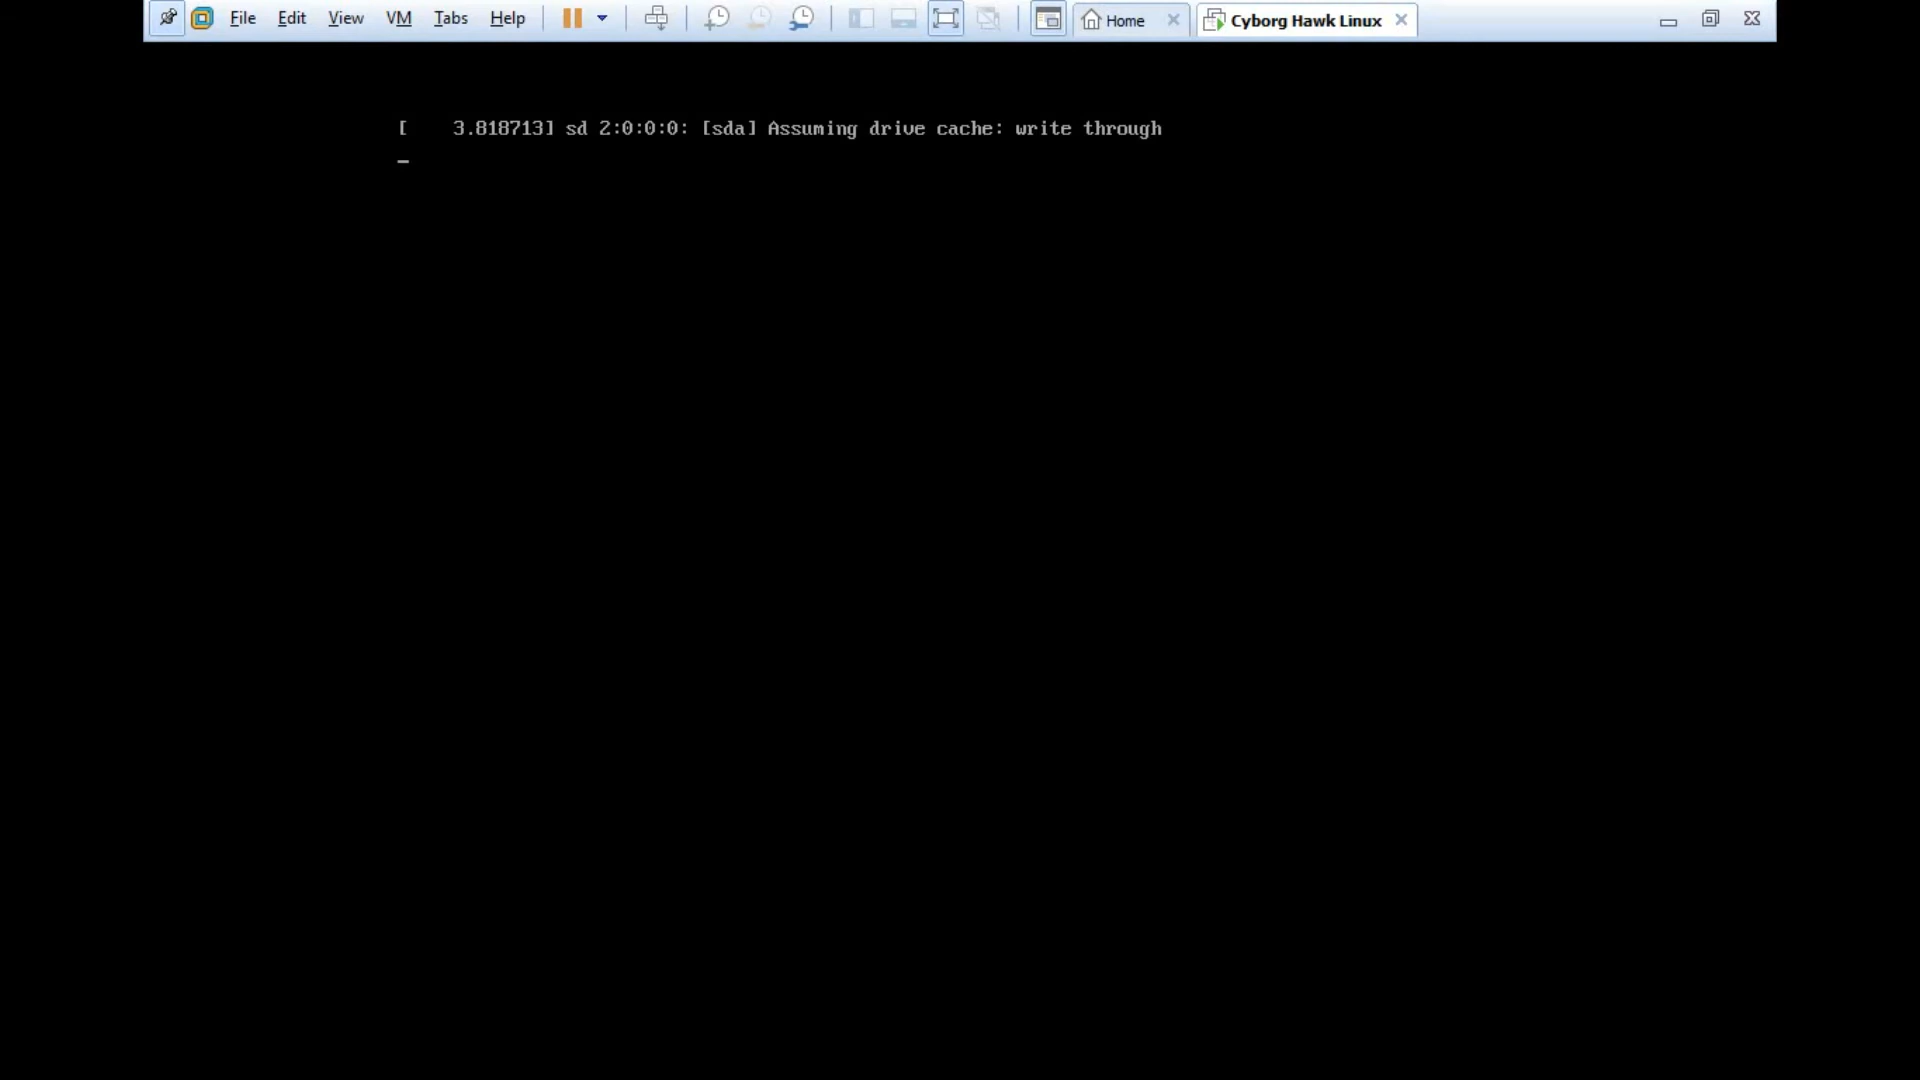 File Edit View VM Tabs Help Home Cyborg Hawk Linux
[    3.818713] sd 2:0:0:0: [sda] Assuming drive cache: write through
_